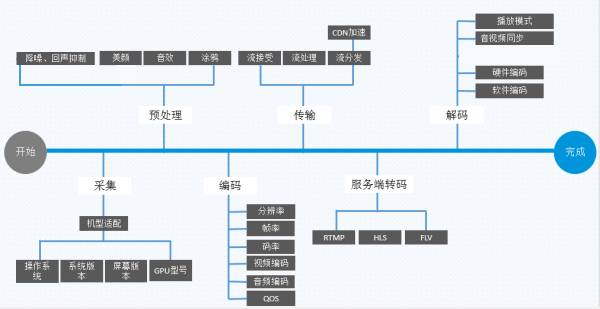 CDN加速
播放模式
音视频同步
降噪、回声抑制
美颜
音效
涂鸦
流接受
流处理
流分发
硬件编码
软件编码
预处理
传输
解码
开始
完成
采集
编码
服务端转码
机型适配
分辨率
帧率
码率
视频编码
音频编码
QOS
RTMP
HLS
FLV
操作系
统
系统版
本
屏幕版
本
GPU型号